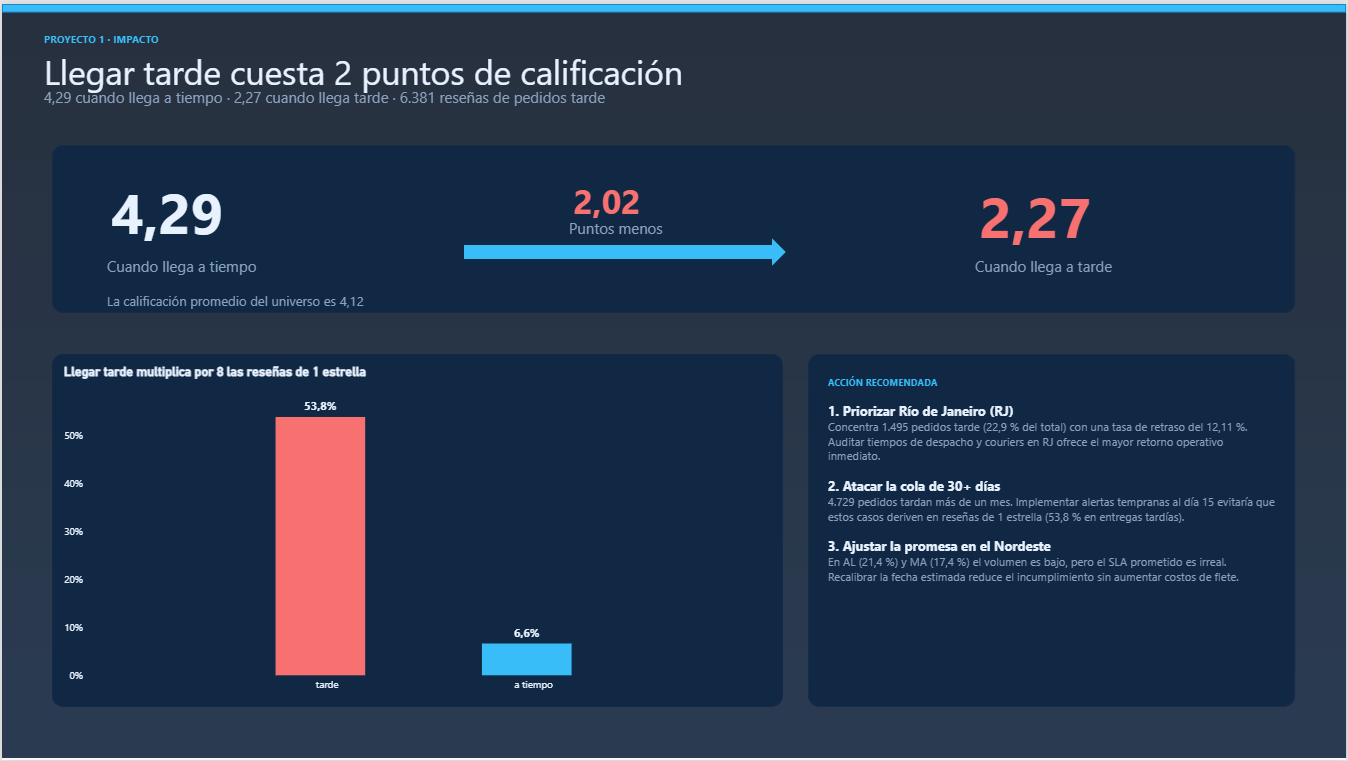 PROYECTO 1 · IMPACTO
Llegar tarde cuesta 2 puntos de calificación
4,29 cuando llega a tiempo · 2,27 cuando llega tarde · 6.381 reseñas de pedidos tarde
4,29
Cuando llega a tiempo
La calificación promedio del universo es 4,12
2,02
Puntos menos
2,27
Cuando llega a tarde
Llegar tarde multiplica por 8 las reseñas de 1 estrella
53,8%
50%
40%
30%
20%
10%
0%
6,6%
tarde
a tiempo
ACCIÓN RECOMENDADA
1. Priorizar Río de Janeiro (RJ)
Concentra 1.495 pedidos tarde (22,9 % del total) con una tasa de retraso del 12,11 %.
Auditar tiempos de despacho y couriers en RJ ofrece el mayor retorno operativo
inmediato.
2. Atacar la cola de 30+ días
4.729 pedidos tardan más de un mes. Implementar alertas tempranas al día 15 evitaría que
estos casos deriven en reseñas de 1 estrella (53,8 % en entregas tardías).
3. Ajustar la promesa en el Nordeste
En AL (21,4 %) y MA (17,4 %) el volumen es bajo, pero el SLA prometido es irreal.
Recalibrar la fecha estimada reduce el incumplimiento sin aumentar costos de flete.